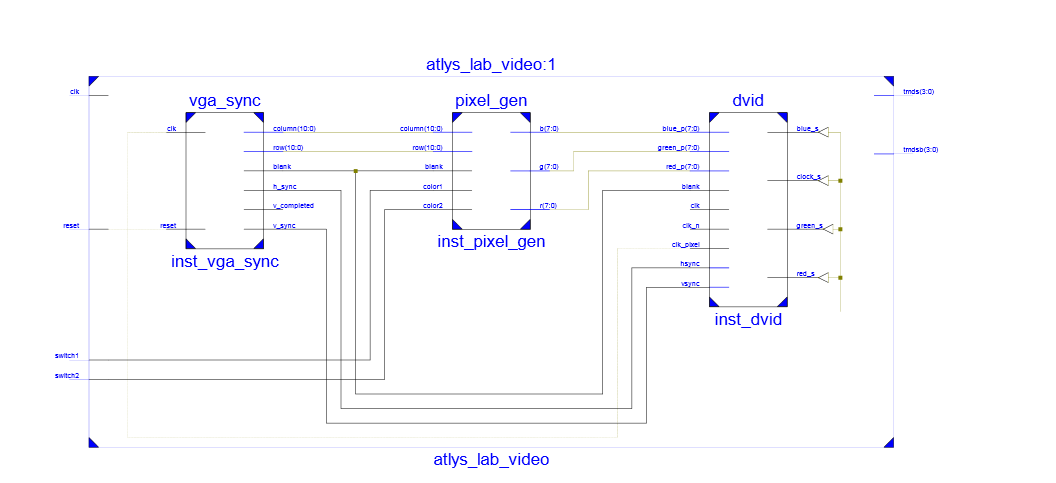 atlys_lab_video:1
clk
tmds(3:0)
vga_sync
pixel_gen
dvid
clk
column(10:0)
column(10:0)
b(7:0)
blue_p(7:0)
blue_s
row(10:0)
row(10:0)
green_p(7:0)
tmdsb(3:0)
blank
blank
g(7:0)
red_p(7:0)
clock_s
h_sync
color1
blank
v_completed
color2
r(7:0)
clk
reset
reset
v_sync
clk_n
green_s
inst_pixel_gen
clk_pixel
inst_vga_sync
hsync
red_s
vsync
inst_dvid
switch1
switch2
atlys_lab_video